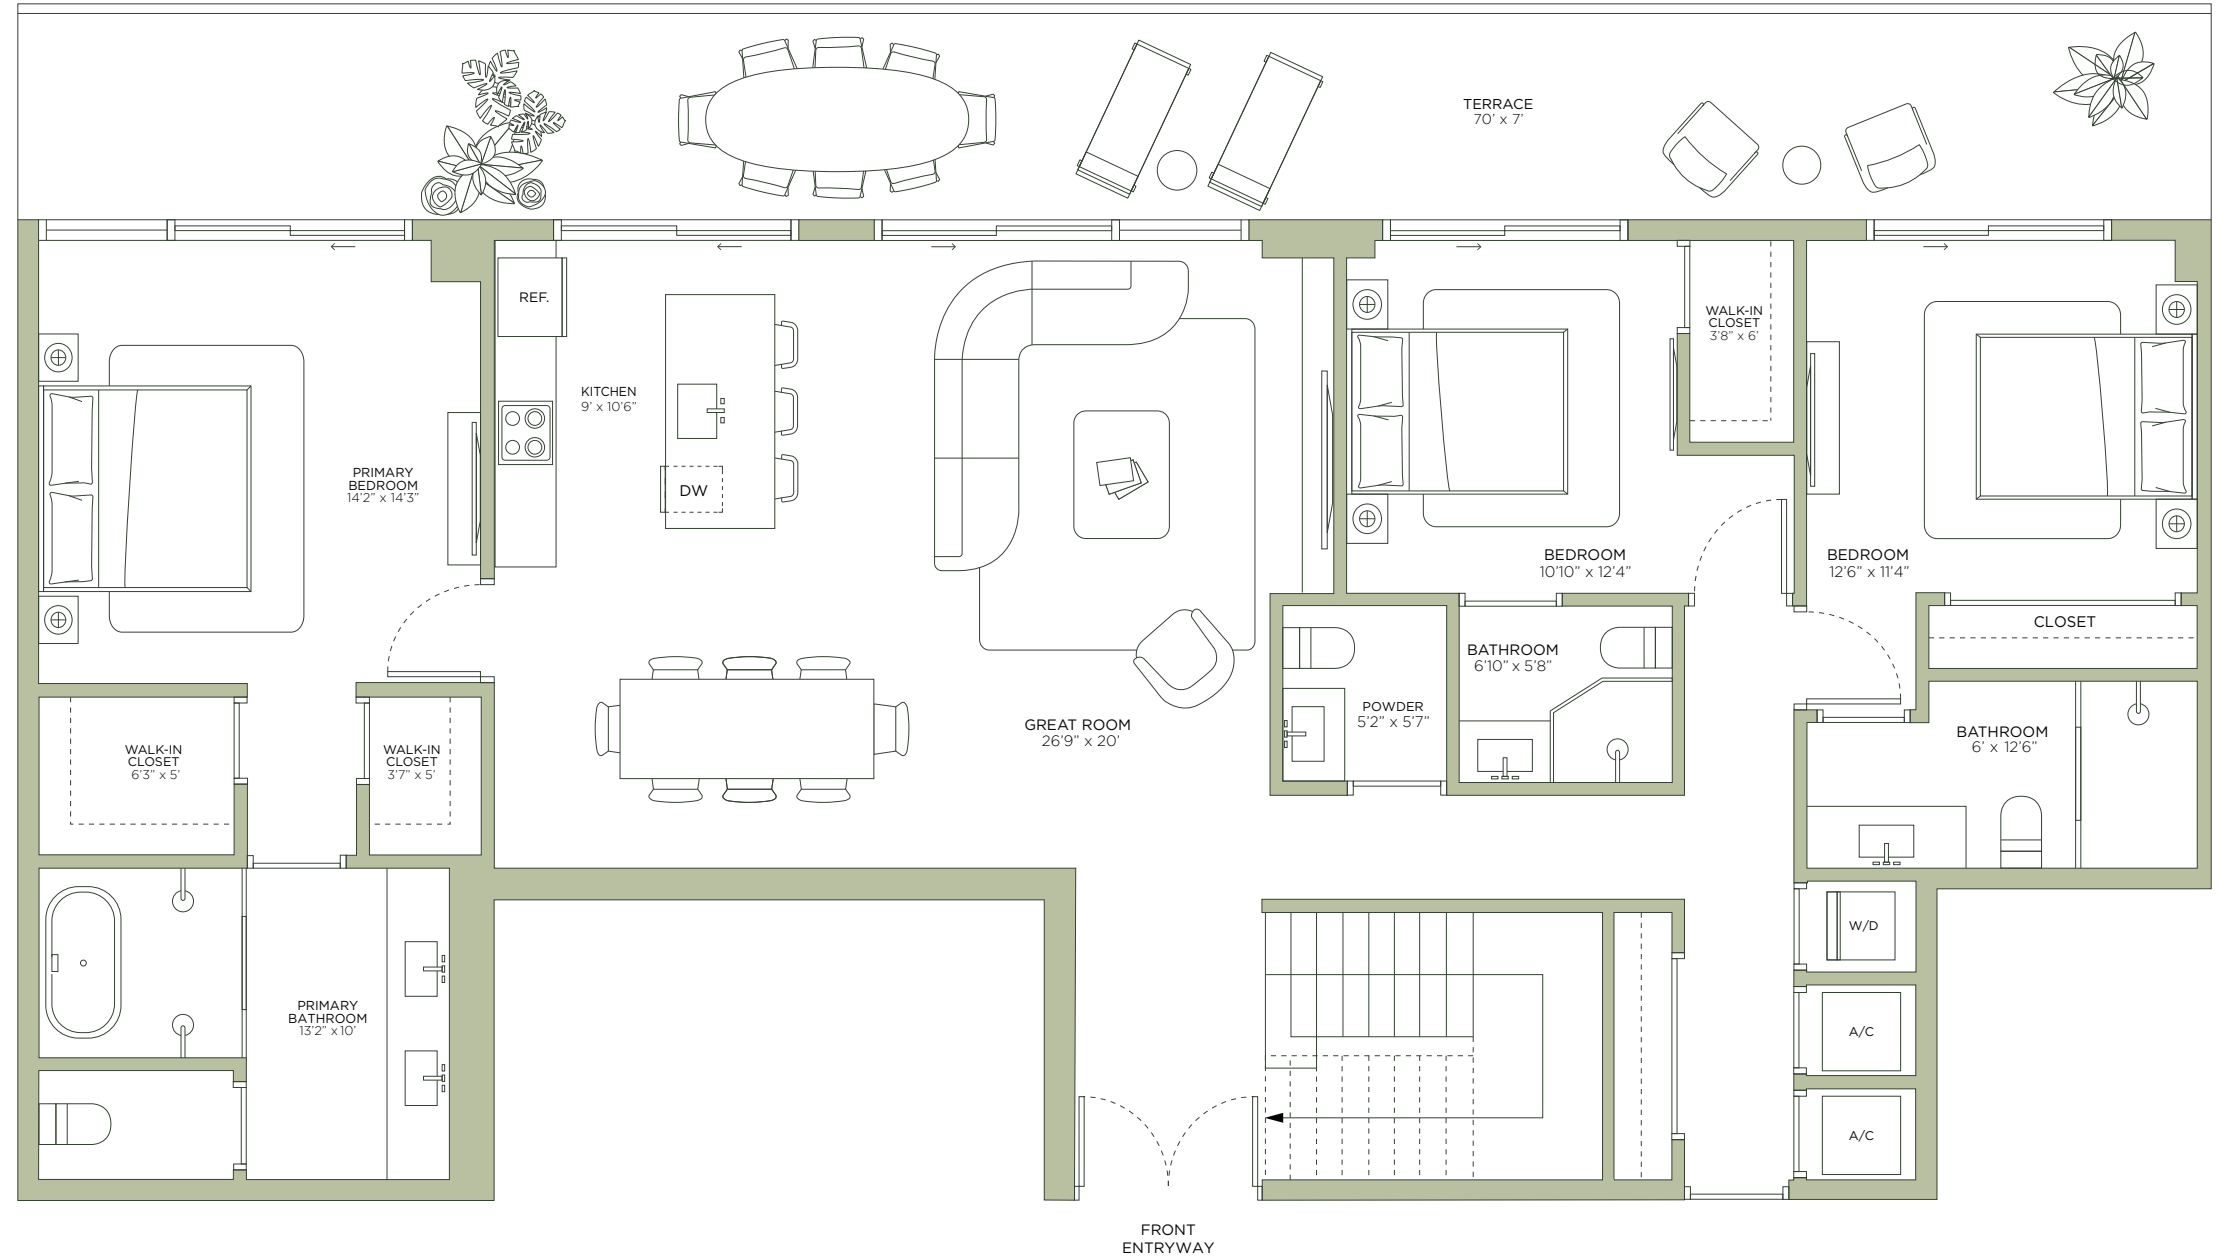 TERRACE
70’ x 7’
REF.
KITCHEN
9’ x 10’6”
DW
PRIMARY
BEDROOM
14’2” x 14’3”
WALK-IN
CLOSET
3’8” x 6’
BEDROOM
10’10” x 12’4”
BEDROOM
12’6” x 11’4”
CLOSET
BATHROOM
6’10” x 5’8”
POWDER
5’2” x 5’7”
GREAT ROOM
26’9” x 20’
BATHROOM
6’ x 12’6”
WALK-IN
CLOSET
6’3” x 5’
WALK-IN
CLOSET
3’7” x 5’
W/D
PRIMARY
BATHROOM
13’2” x 10’
A/C
A/C
FRONT
ENTRYWAY